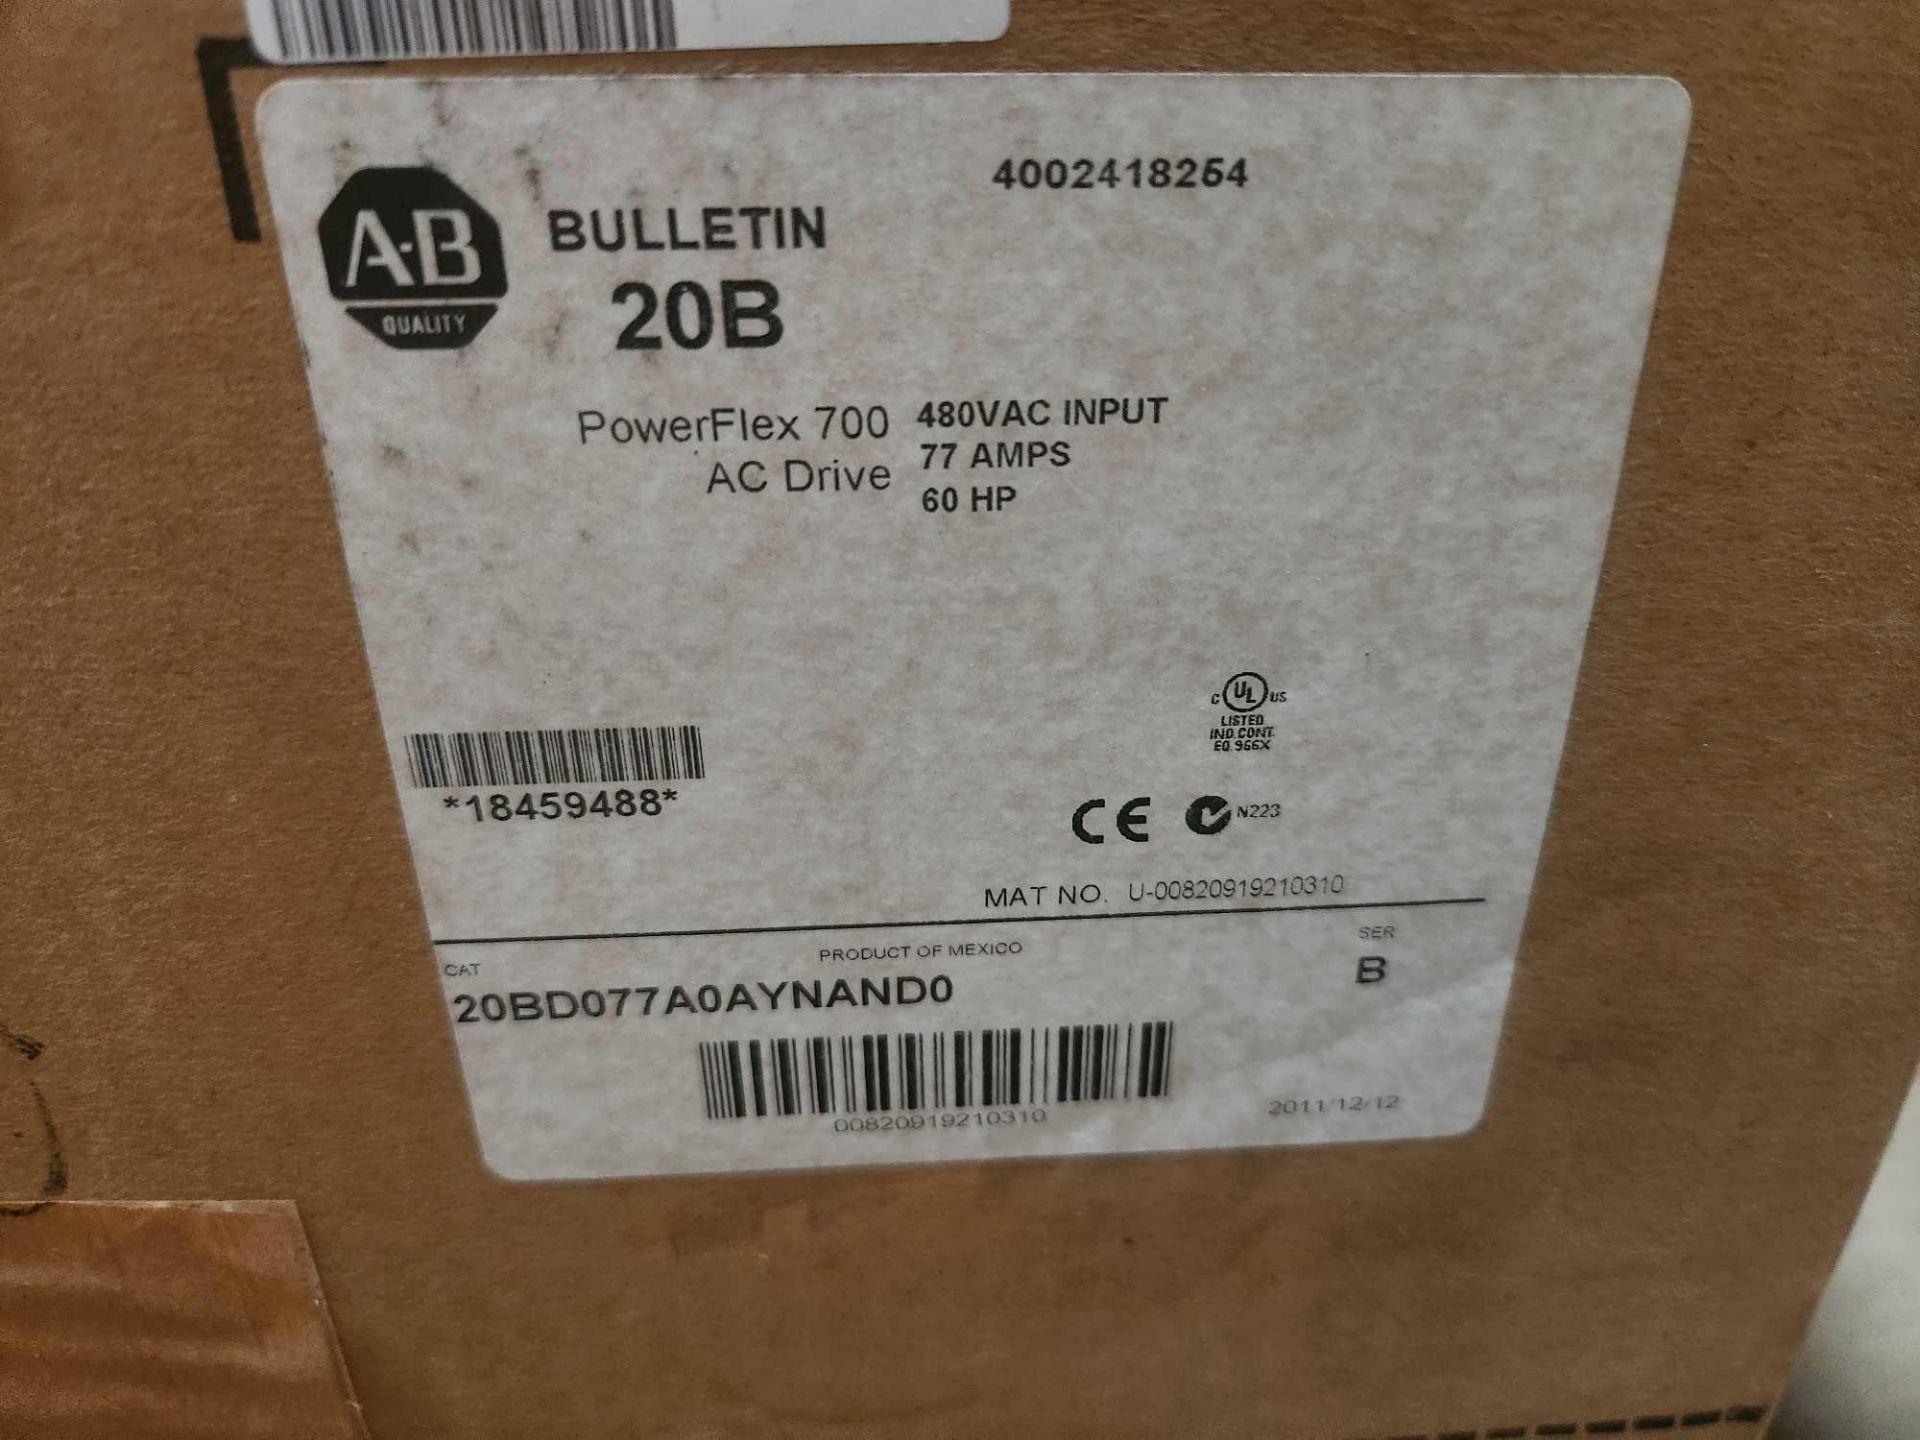 4002418254
A-B
QUALITY
BULLETIN
20B
PowerFlex 700
AC Drive
480VAC INPUT
77 AMPS
60 HP
C UL US
LISTED
IND.CONT.
EQ 966X
*18459488*
CE N223
MAT NO. U-00820919210310
PRODUCT OF MEXICO
SER
CAT
B
20BD077A0AYNAND0
00820919210310
2011/12/12